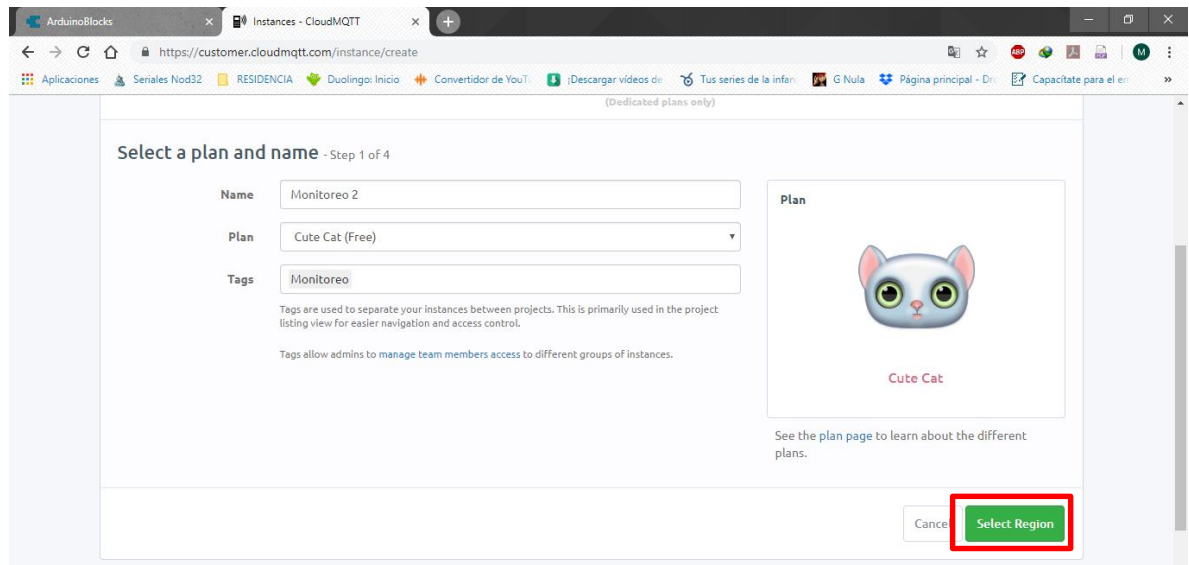 ArduinoBlocks
Instances - CloudMQTT
https://customer.cloudmqtt.com/instance/create
ABP
M
Aplicaciones
Seriales Nod32
RESIDENCIA
Duolingo: Inicio
Convertidor de YouT
¡Descargar vídeos de
Tus series de la infan
G Nula
Página principal - Dr
Capacítate para el em
»
(Dedicated plans only)
Select a plan and name - Step 1 of 4
Name
Monitoreo 2
Plan
Cute Cat (Free)
Tags
Monitoreo
Tags are used to separate your instances between projects. This is primarily used in the project
listing view for easier navigation and access control.
Tags allow admins to manage team members access to different groups of instances.
Plan
Cute Cat
See the plan page to learn about the different
plans.
Cancel
Select Region